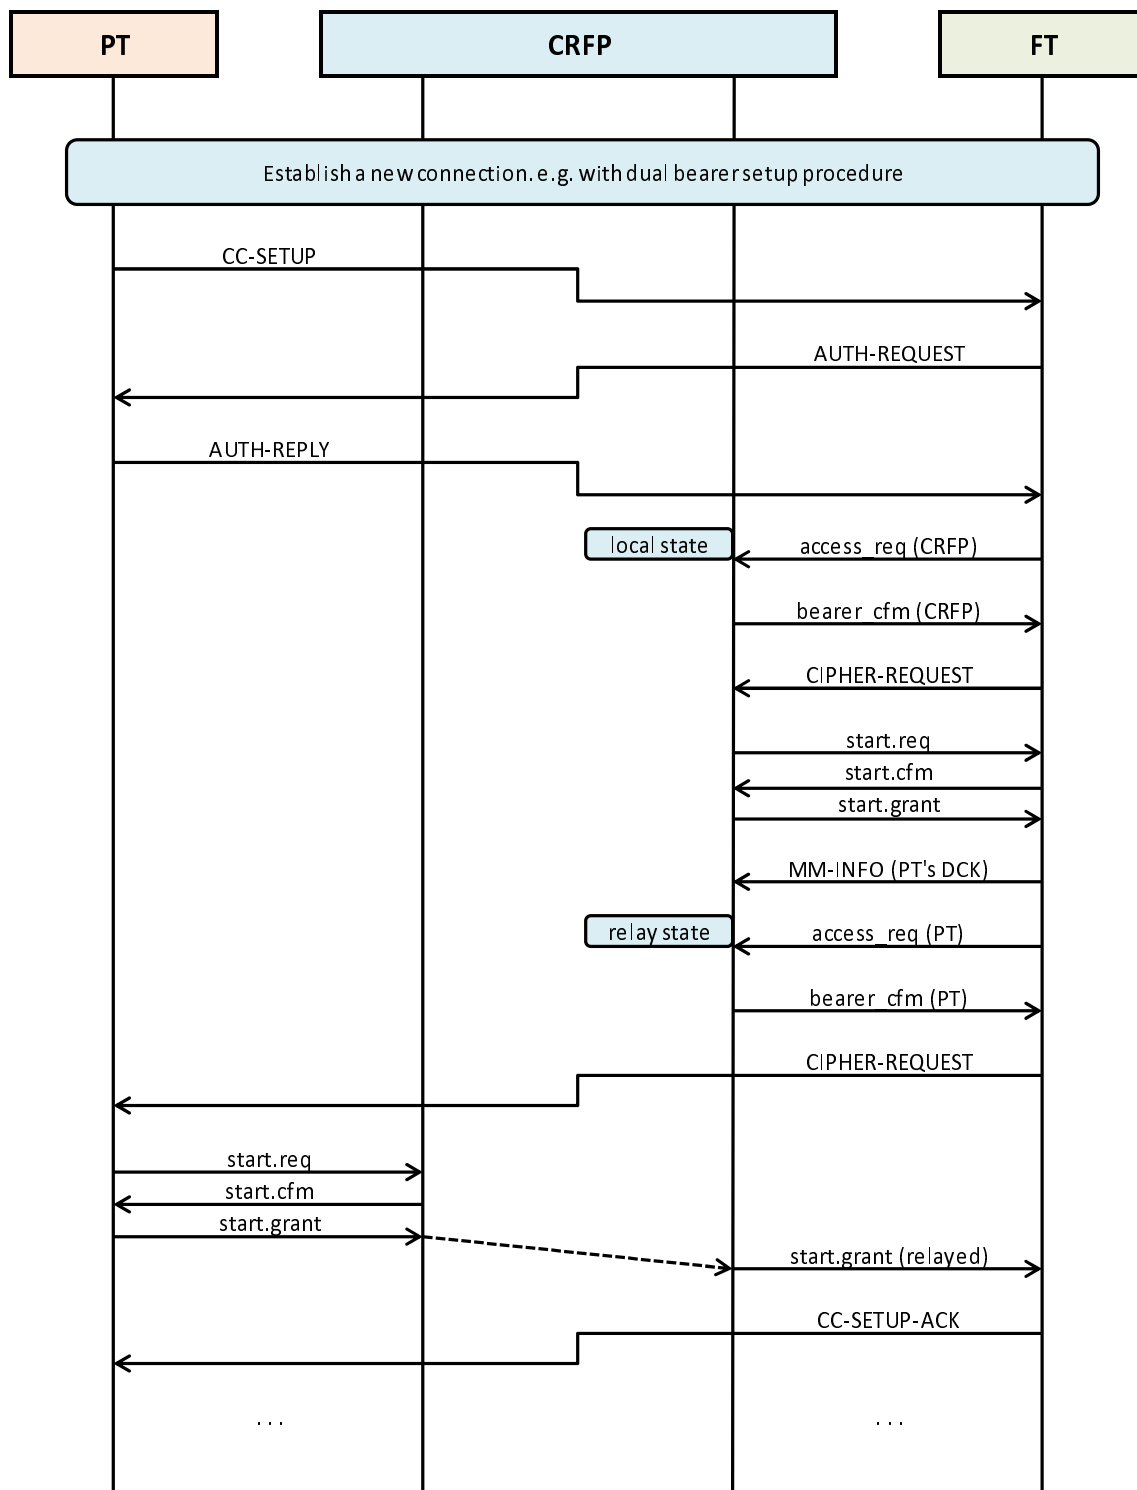 PT
CRFP
FT
Establish a new connection. e.g. with dual bearer setup procedure
CC-SETUP
AUTH-REQUEST
AUTH-REPLY
local state
access_req (CRFP)
bearer_cfm (CRFP)
CIPHER-REQUEST
start.req
start.cfm
start.grant
MM-INFO (PT's DCK)
relay state
access_req (PT)
bearer_cfm (PT)
CIPHER-REQUEST
start.req
start.cfm
start.grant
start.grant (relayed)
CC-SETUP-ACK
. . .
. . .